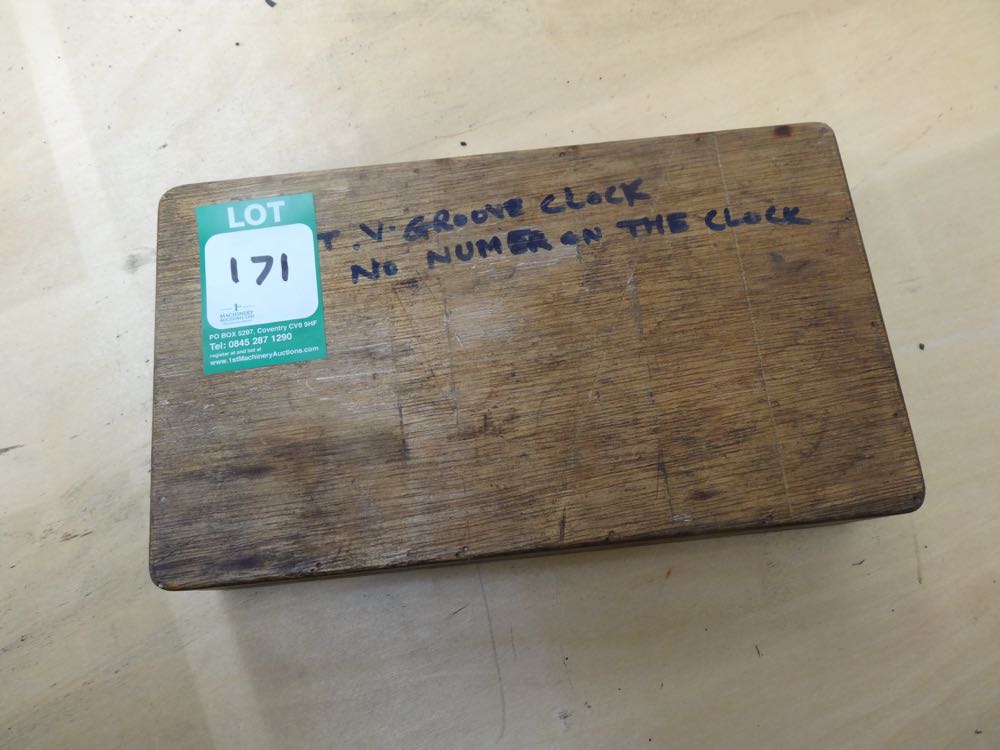 LOT
171
1st
MACHINERY
AUCTIONS LTD
PO BOX 5297, Coventry CV6 9HF
Tel: 0845 287 1290
register at and bid at
www.1stMachineryAuctions.com
T.V. GROOVE CLOCK
NO NUMER ON THE CLOCK